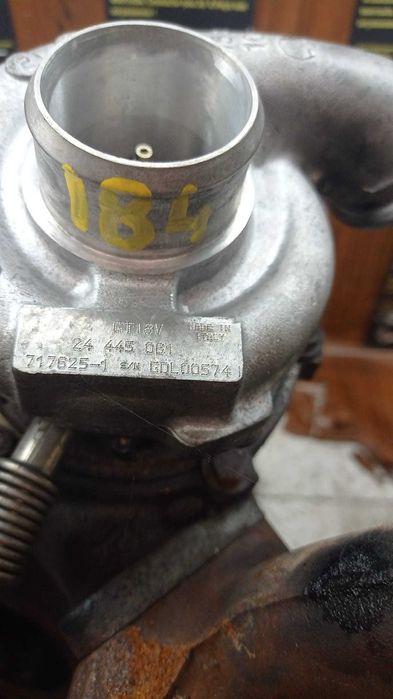 184
GT18V MADE IN
ITALY
24 445 061
717625-1 S/N GDL00574